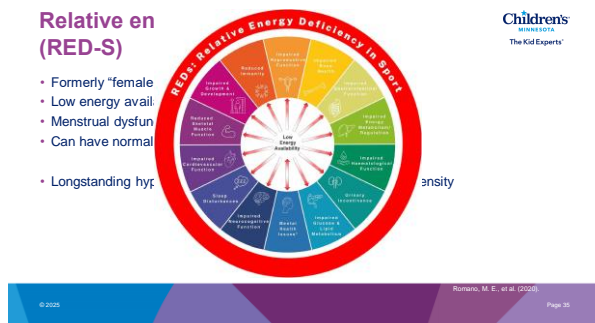 Relative en
(RED-S)
Children's
MINNESOTA
The Kid Experts
• Formerly "female
• Low energy avail
• Menstrual dysfun
• Can have normal
• Longstanding hyp
ensity
REDs: Relative Energy Deficiency in Sport
Impaired
Reproductive
Function
Impaired
Bone
Health
Impaired
Gastrointestinal
Function
Impaired
Energy
Metabolism/
Regulation
Impaired
Haematological
Function
Urinary
Incontinence
Impaired
Glucose &
Lipid
Metabolism
Mental
Health
Issues
Impaired
Neurocognitive
Function
Sleep
Disturbances
Impaired
Cardiovascular
Function
Reduced
Skeletal
Muscle
Function
Impaired
Growth &
Development
Reduced
Immunity
Low
Energy
Availability
Romano, M. E., et al. (2020).
© 2025
Page 35